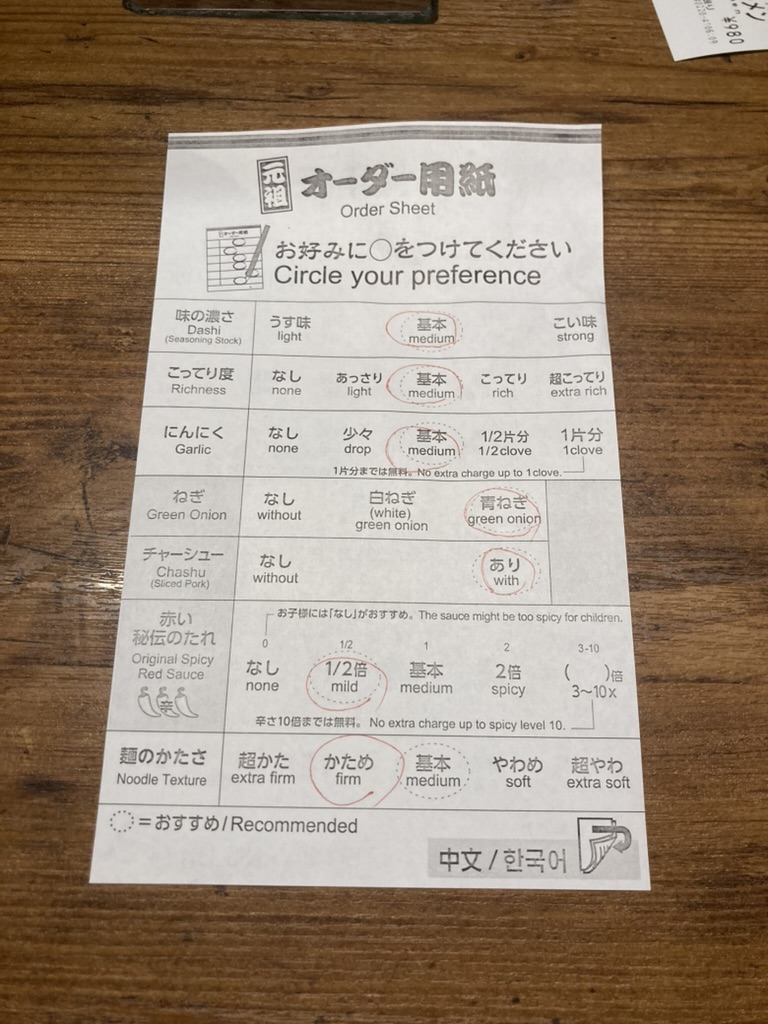 メン
¥980
元祖 オーダー用紙
Order Sheet
お好みに○をつけてください
Circle your preference
味の濃さ
Dashi
(Seasoning Stock)
うす味
light
基本
medium
こい味
strong
こってり度
Richness
なし
none
あっさり
light
基本
medium
こってり
rich
超こってり
extra rich
にんにく
Garlic
なし
none
少々
drop
基本
medium
1/2片分
1/2clove
1片分
1clove
1片分までは無料。No extra charge up to 1clove.
ねぎ
Green Onion
なし
without
白ねぎ
(white)
green onion
青ねぎ
green onion
チャーシュー
Chashu
(Sliced Pork)
なし
without
あり
with
赤い
秘伝のたれ
Original Spicy
Red Sauce
辛
お子様には「なし」がおすすめ。The sauce might be too spicy for children.
0
なし
none
1/2
1/2倍
mild
1
基本
medium
2
2倍
spicy
3-10
( )倍
3〜10x
辛さ10倍までは無料。No extra charge up to spicy level 10.
麺のかたさ
Noodle Texture
超かた
extra firm
かため
firm
基本
medium
やわめ
soft
超やわ
extra soft
=おすすめ/Recommended
中文 / 한국어